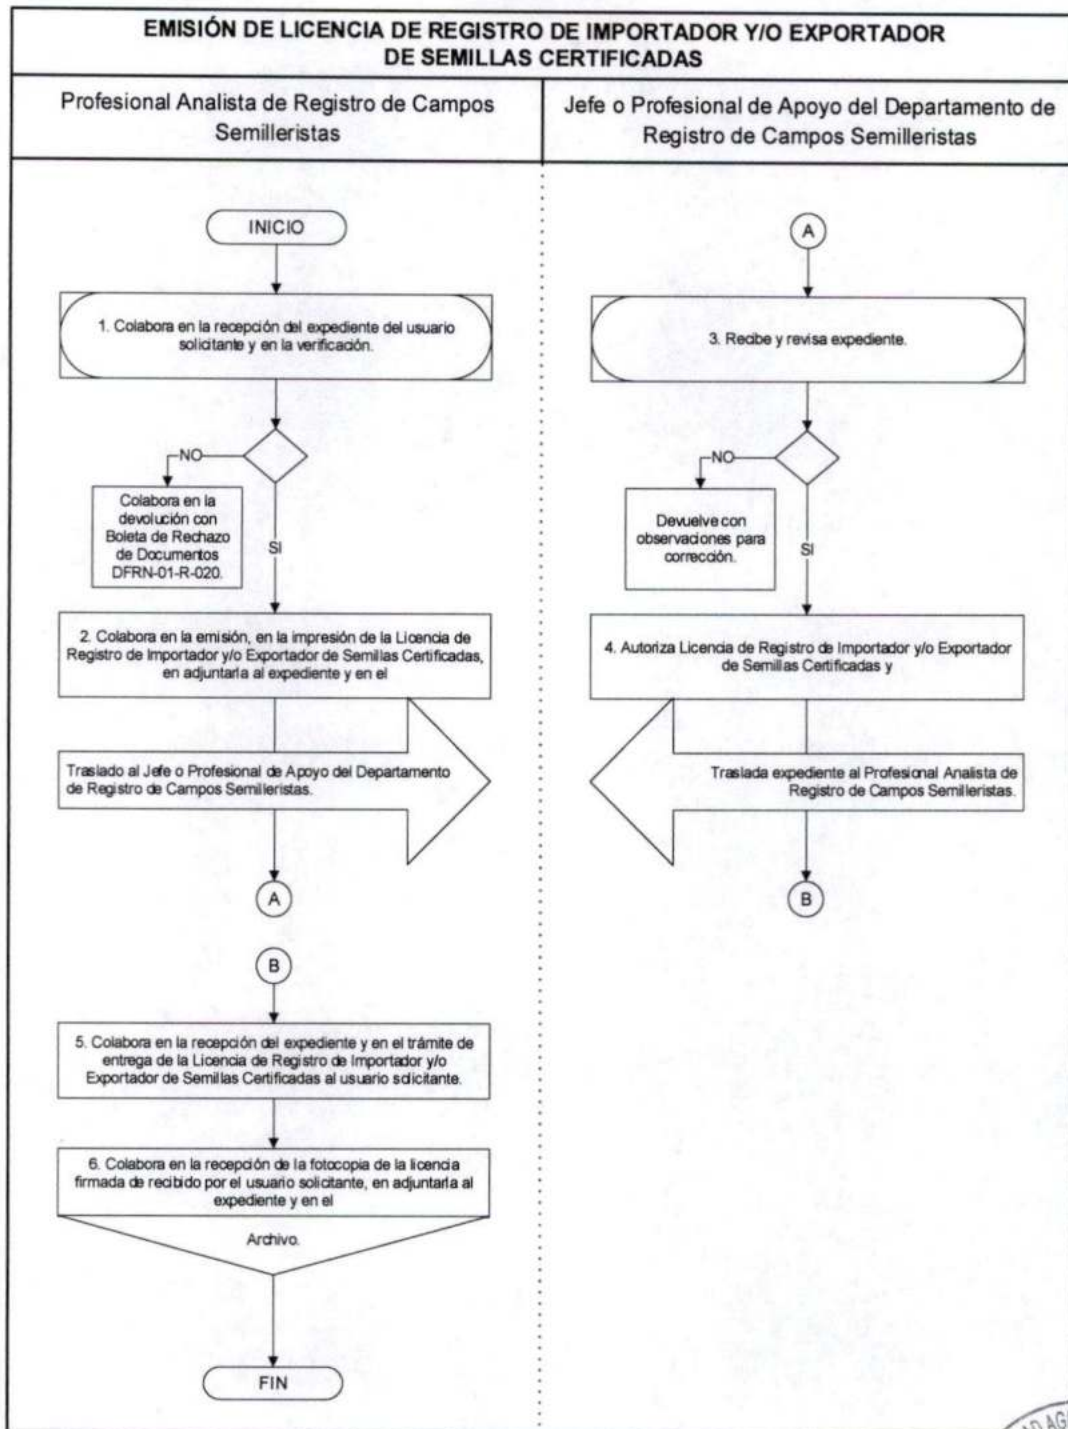 EMISIÓN DE LICENCIA DE REGISTRO DE IMPORTADOR Y/O EXPORTADOR
DE SEMILLAS CERTIFICADAS
Profesional Analista de Registro de Campos
Semilleristas
Jefe o Profesional de Apoyo del Departamento de
Registro de Campos Semilleristas
INICIO
1. Colabora en la recepción del expediente del usuario
solicitante y en la verificación.
NO
Colabora en la
devolución con
Boleta de Rechazo
de Documentos
DFRN-01-R-020.
SI
2. Colabora en la emisión, en la impresión de la Licencia de
Registro de Importador y/o Exportador de Semillas Certificadas,
en adjuntarla al expediente y en el
Traslado al Jefe o Profesional de Apoyo del Departamento
de Registro de Campos Semilleristas.
A
B
5. Colabora en la recepción del expediente y en el trámite de
entrega de la Licencia de Registro de Importador y/o
Exportador de Semillas Certificadas al usuario solicitante.
6. Colabora en la recepción de la fotocopia de la licencia
firmada de recibido por el usuario solicitante, en adjuntarla al
expediente y en el
Archivo.
FIN
A
3. Recibe y revisa expediente.
NO
Devuelve con
observaciones para
corrección.
SI
4. Autoriza Licencia de Registro de Importador y/o Exportador
de Semillas Certificadas y
Traslada expediente al Profesional Analista de
Registro de Campos Semilleristas.
B